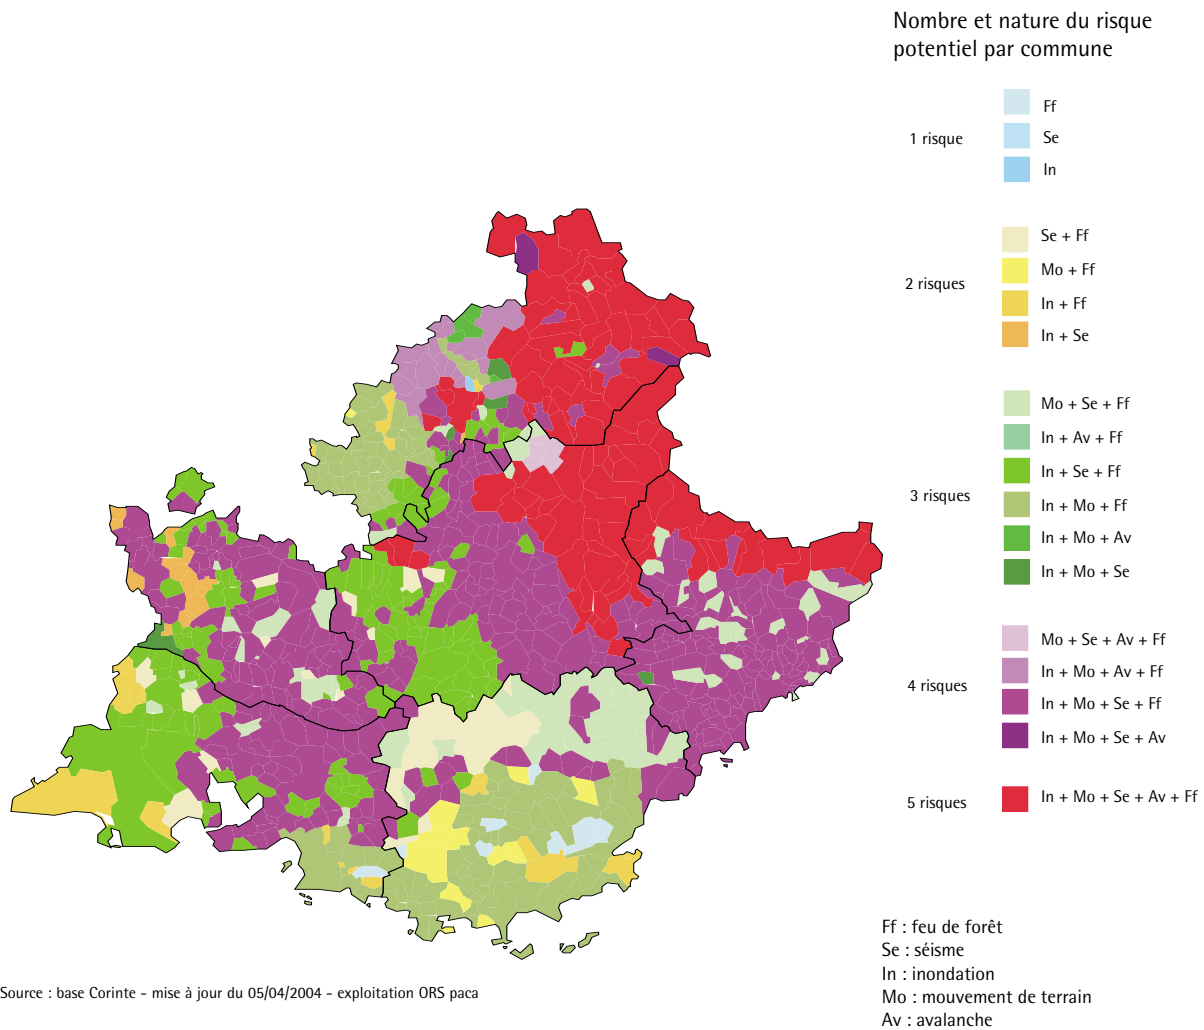 Nombre et nature du risque
potentiel par commune
1 risque
Ff
Se
In
2 risques
Se + Ff
Mo + Ff
In + Ff
In + Se
3 risques
Mo + Se + Ff
In + Av + Ff
In + Se + Ff
In + Mo + Ff
In + Mo + Av
In + Mo + Se
4 risques
Mo + Se + Av + Ff
In + Mo + Av + Ff
In + Mo + Se + Ff
In + Mo + Se + Av
5 risques
In + Mo + Se + Av + Ff
Ff : feu de forêt
Se : séisme
In : inondation
Mo : mouvement de terrain
Av : avalanche
Source : base Corinte - mise à jour du 05/04/2004 - exploitation ORS paca